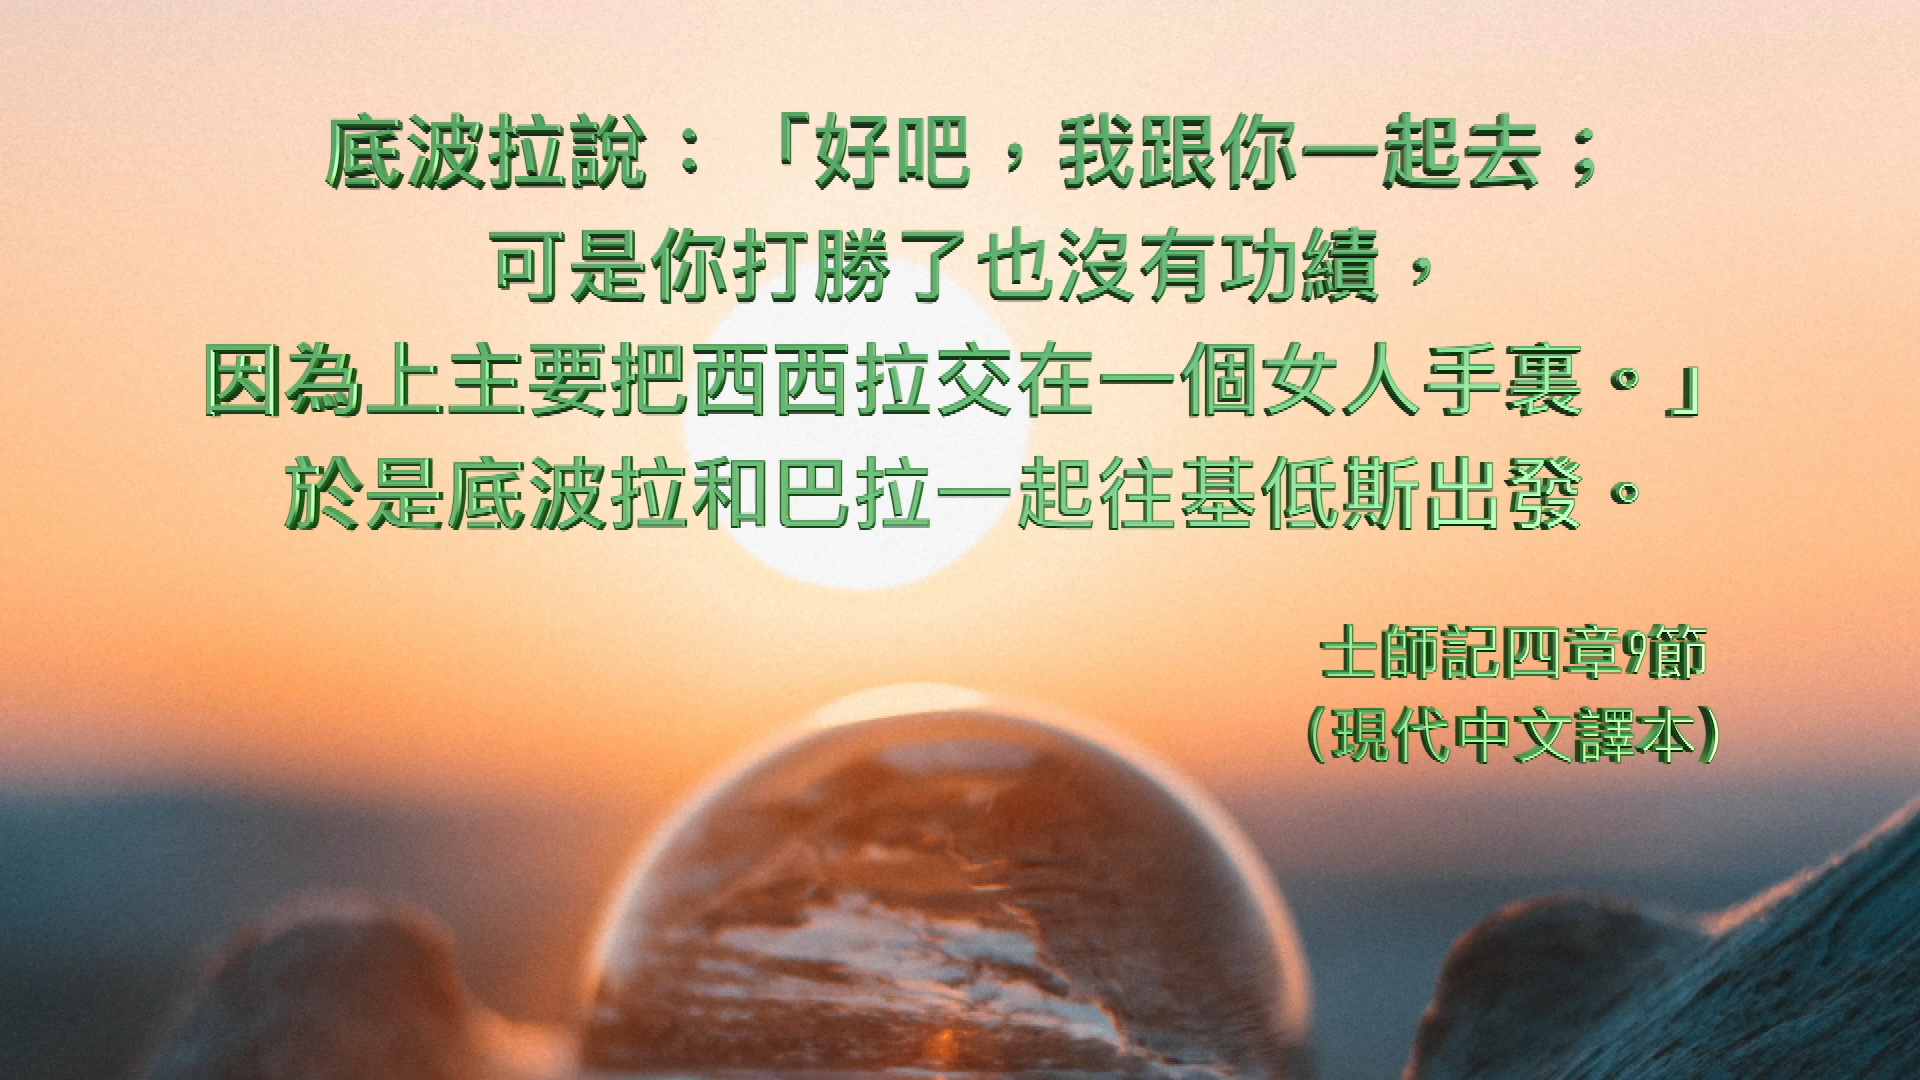 底波拉說：「好吧，我跟你一起去；
可是你打勝了也沒有功績，
因為上主要把西西拉交在一個女人手裏。」
於是底波拉和巴拉一起往基低斯出發。
士師記四章9節
（現代中文譯本）